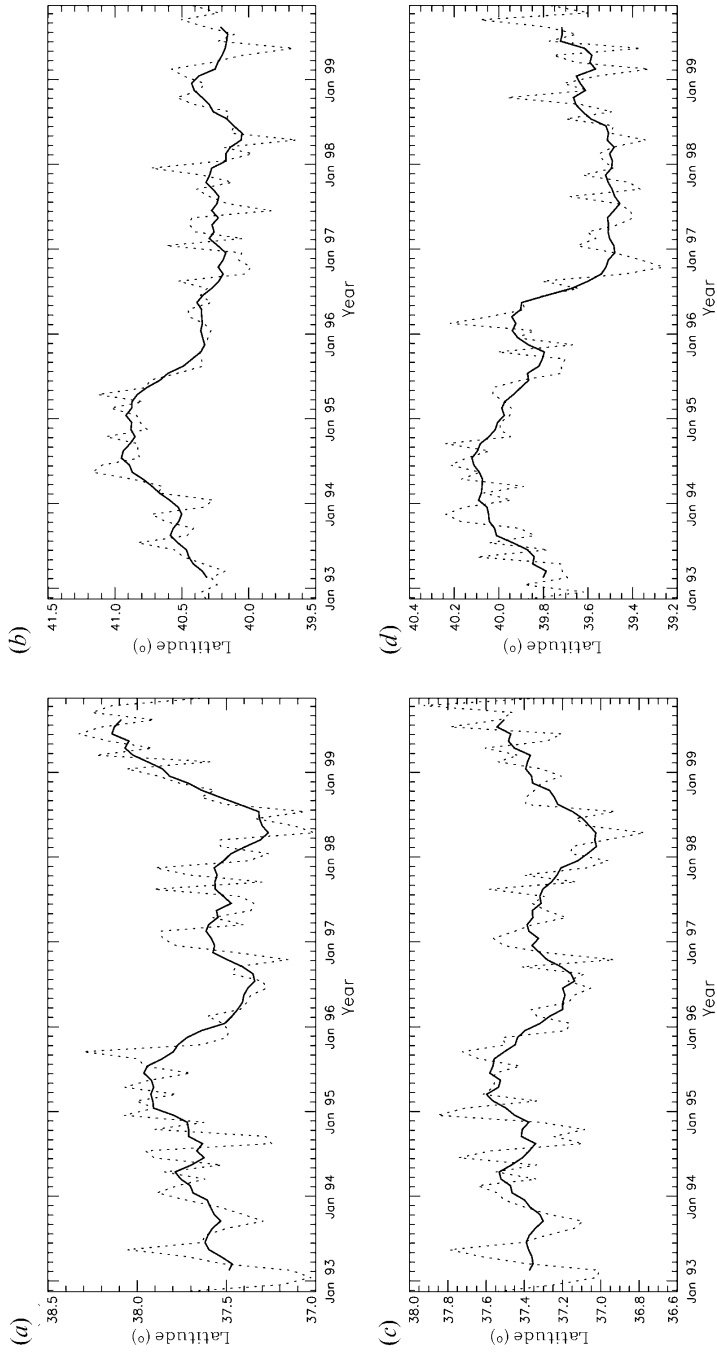 (a)
38.5
38.0
37.5
37.0
Latitude (°)
Jan 93
Jan 94
Jan 95
Jan 96
Jan 97
Jan 98
Jan 99
Year
(b)
41.5
41.0
40.5
40.0
39.5
Latitude (°)
Jan 93
Jan 94
Jan 95
Jan 96
Jan 97
Jan 98
Jan 99
Year
(c)
38.0
37.8
37.6
37.4
37.2
37.0
36.8
36.6
Latitude (°)
Jan 93
Jan 94
Jan 95
Jan 96
Jan 97
Jan 98
Jan 99
Year
(d)
40.4
40.2
40.0
39.8
39.6
39.4
39.2
Latitude (°)
Jan 93
Jan 94
Jan 95
Jan 96
Jan 97
Jan 98
Jan 99
Year